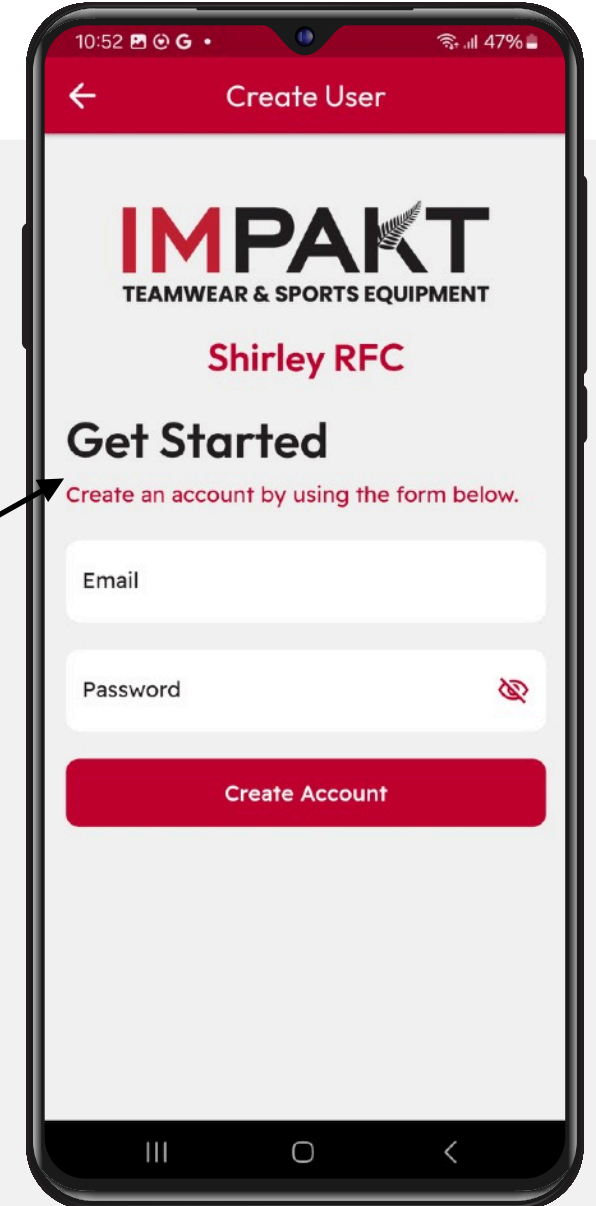 10:52 G • 47%
Create User
IMPAKT
TEAMWEAR & SPORTS EQUIPMENT
Shirley RFC
Get Started
Create an account by using the form below.
Email
Password
Create Account